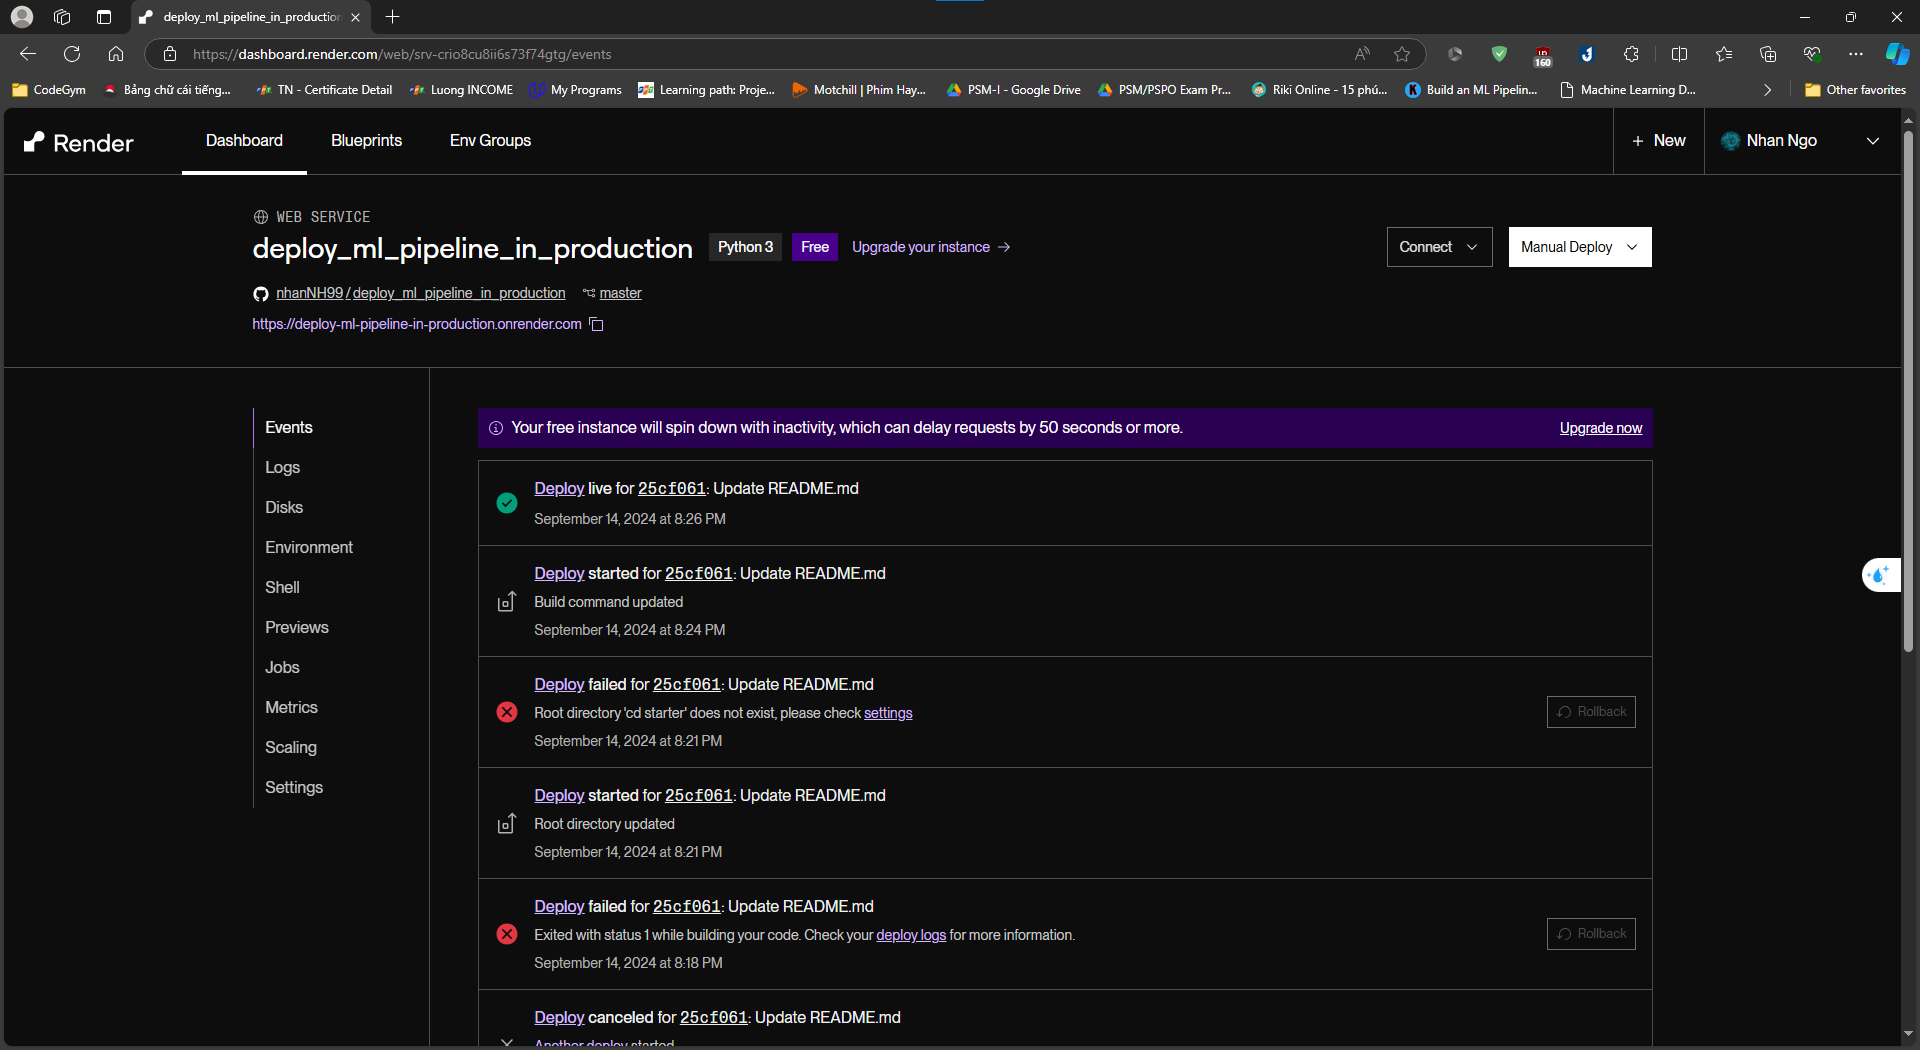 deploy_ml_pipeline_in_production
https://dashboard.render.com/web/srv-crio8cu8ii6s73f74gtg/events
160
CodeGym
Bảng chữ cái tiếng...
TN - Certificate Detail
Luong INCOME
My Programs
Learning path: Proje...
Motchill | Phim Hay...
PSM-I - Google Drive
PSM/PSPO Exam Pr...
Riki Online - 15 phú...
Build an ML Pipelin...
Machine Learning D...
Other favorites
Render
Dashboard
Blueprints
Env Groups
+ New
Nhan Ngo
WEB SERVICE
deploy_ml_pipeline_in_production
Python 3
Free
Upgrade your instance →
Connect
Manual Deploy
nhanNH99/deploy_ml_pipeline_in_production
master
https://deploy-ml-pipeline-in-production.onrender.com
Events
Logs
Disks
Environment
Shell
Previews
Jobs
Metrics
Scaling
Settings
Your free instance will spin down with inactivity, which can delay requests by 50 seconds or more.
Upgrade now
Deploy live for 25cf061: Update README.md
September 14, 2024 at 8:26 PM
Deploy started for 25cf061: Update README.md
Build command updated
September 14, 2024 at 8:24 PM
Deploy failed for 25cf061: Update README.md
Root directory 'cd starter' does not exist, please check settings
September 14, 2024 at 8:21 PM
Rollback
Deploy started for 25cf061: Update README.md
Root directory updated
September 14, 2024 at 8:21 PM
Deploy failed for 25cf061: Update README.md
Exited with status 1 while building your code. Check your deploy logs for more information.
September 14, 2024 at 8:18 PM
Rollback
Deploy canceled for 25cf061: Update README.md
Another deploy started